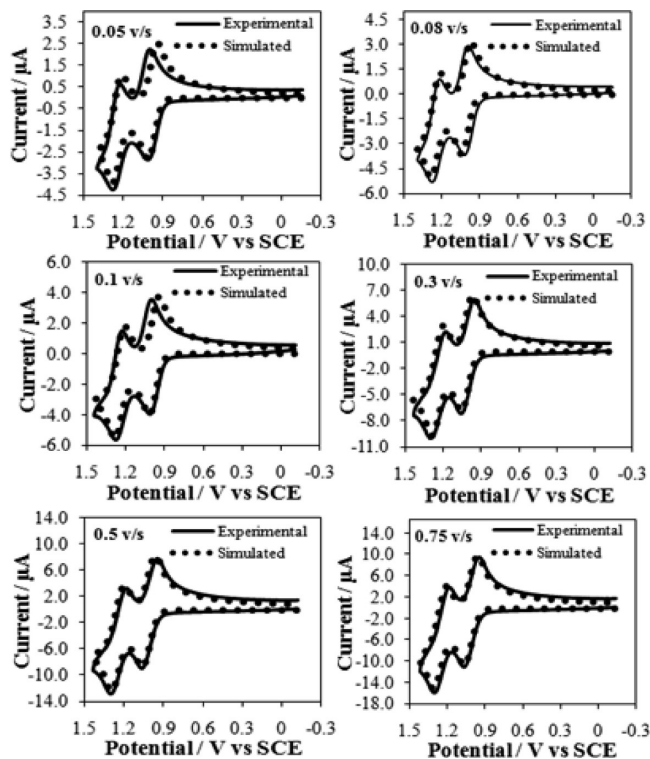 3.5
2.5
1.5
0.5
-0.5
-1.5
-2.5
-3.5
-4.5
0.05 v/s
Experimental
Simulated
Current / µA
1.5 1.2 0.9 0.6 0.3 0 -0.3
Potential / V vs SCE
4.5
3.0
1.5
0.0
-1.5
-3.0
-4.5
-6.0
0.08 v/s
Experimental
Simulated
Current / µA
1.5 1.2 0.9 0.6 0.3 0 -0.3
Potential / V vs SCE
6.0
4.0
2.0
0.0
-2.0
-4.0
-6.0
0.1 v/s
Experimental
Simulated
Current / µA
1.5 1.2 0.9 0.6 0.3 0 -0.3
Potential / V vs SCE
10.0
7.0
4.0
1.0
-2.0
-5.0
-8.0
-11.0
0.3 v/s
Experimental
Simulated
Current / µA
1.5 1.2 0.9 0.6 0.3 0 -0.3
Potential / V vs SCE
14.0
10.0
6.0
2.0
-2.0
-6.0
-10.0
-14.0
0.5 v/s
Experimental
Simulated
Current / µA
1.5 1.2 0.9 0.6 0.3 0 -0.3
Potential / V vs SCE
14.0
10.0
6.0
2.0
-2.0
-6.0
-10.0
-14.0
-18.0
0.75 v/s
Experimental
Simulated
Current / µA
1.5 1.2 0.9 0.6 0.3 0 -0.3
Potential / V vs SCE